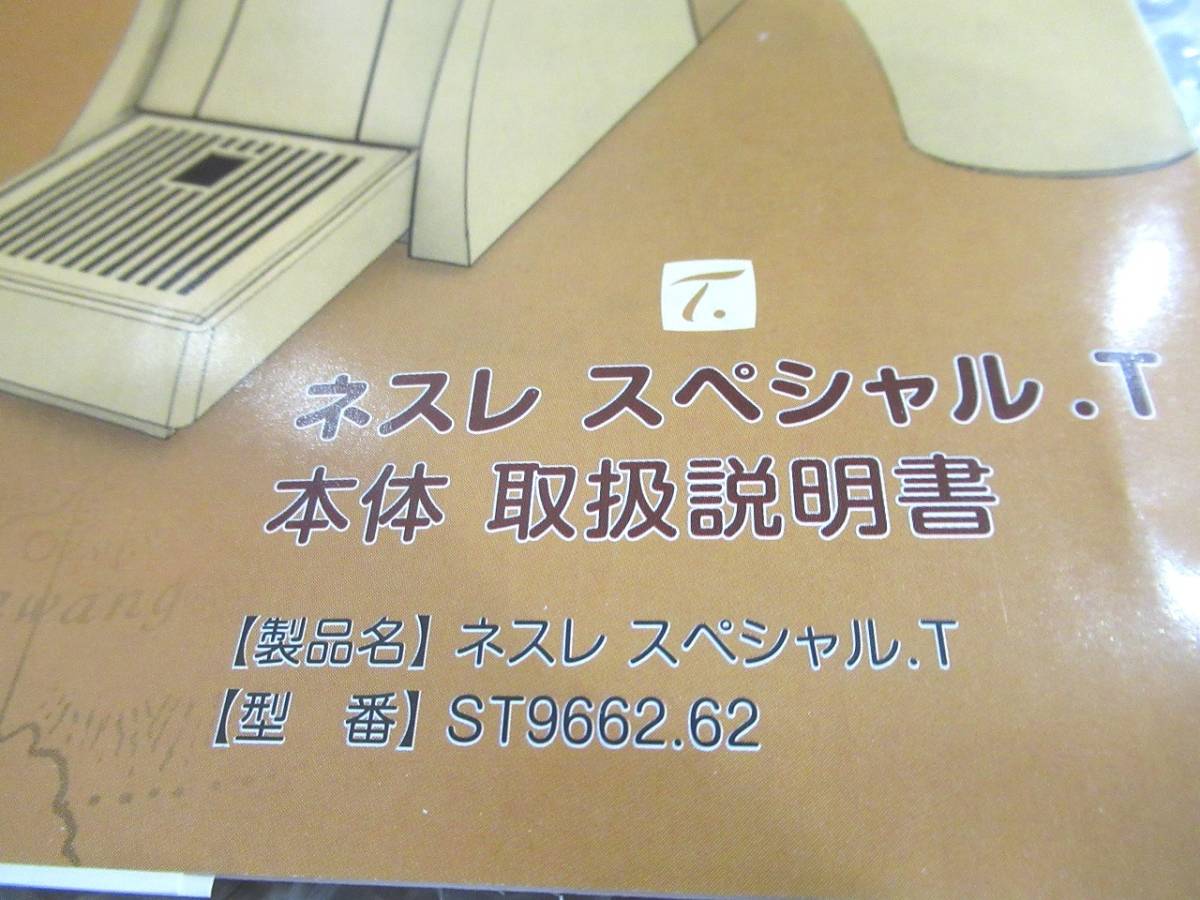 T.
ネスレ スペシャル.T
本体 取扱説明書
【製品名】ネスレ スペシャル.T
【型　番】ST9662.62